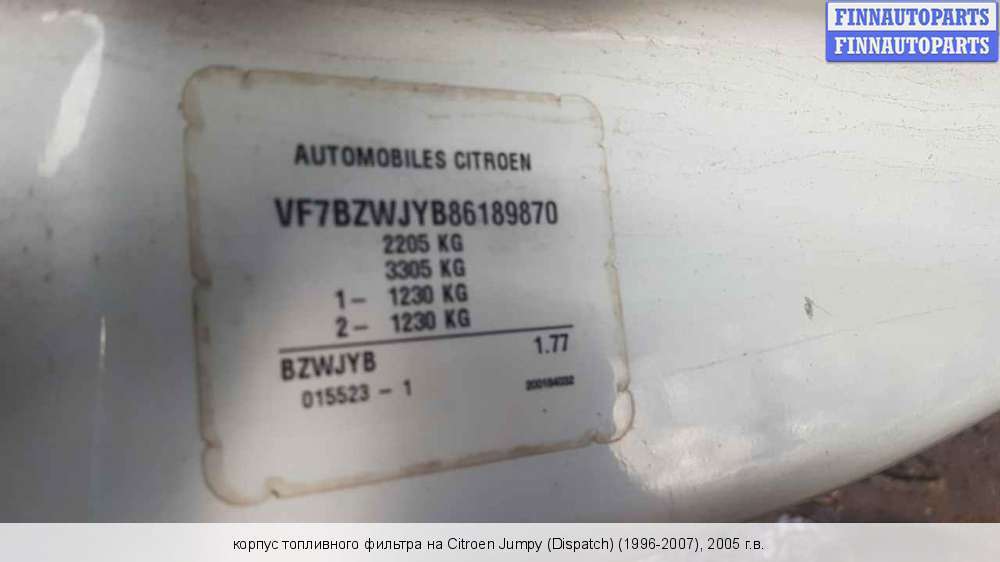 FINNAUTOPARTS
FINNAUTOPARTS
AUTOMOBILES CITROEN
VF7BZWJYB86189870
2205 KG
3305 KG
1- 1230 KG
2- 1230 KG
BZWJYB 1.77
015523 - 1
корпус топливного фильтра на Citroen Jumpy (Dispatch) (1996-2007), 2005 г.в.